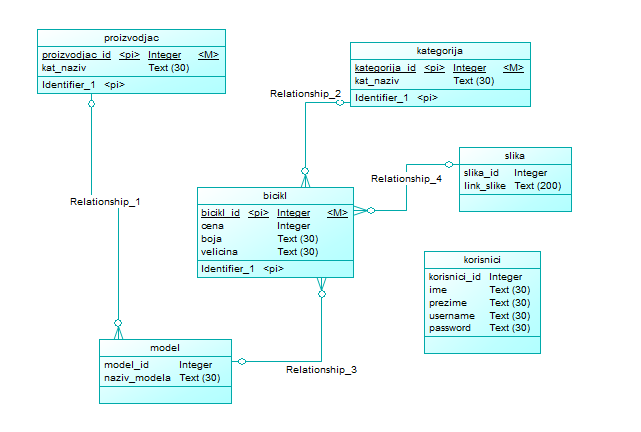 proizvodjac
proizvodjac_id <pi> Integer <M>
kat_naziv Text (30)
Identifier_1 <pi>
kategorija
kategorija_id <pi> Integer <M>
kat_naziv Text (30)
Identifier_1 <pi>
Relationship_2
slika
slika_id Integer
link_slike Text (200)
Relationship_4
Relationship_1
bicikl
bicikl_id <pi> Integer <M>
cena Integer
boja Text (30)
velicina Text (30)
Identifier_1 <pi>
korisnici
korisnici_id Integer
ime Text (30)
prezime Text (30)
username Text (30)
password Text (30)
model
model_id Integer
naziv_modela Text (30)
Relationship_3